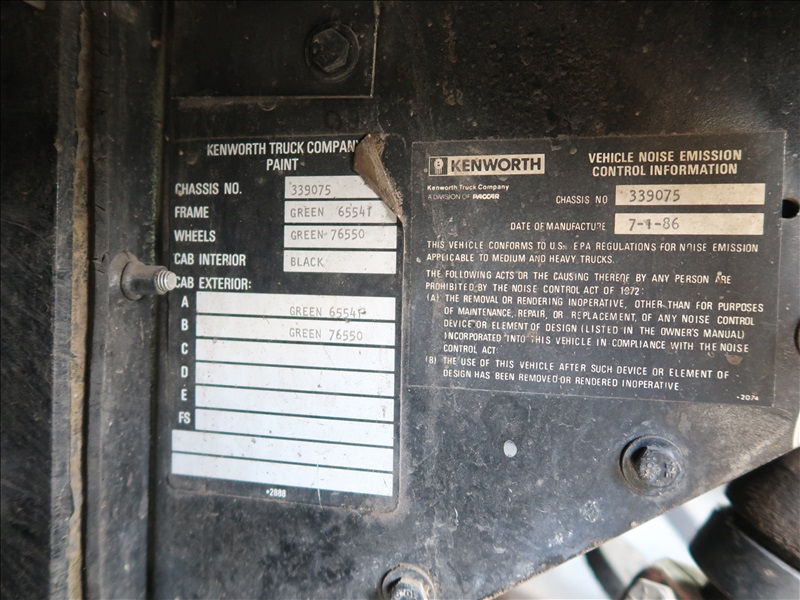 KENWORTH TRUCK COMPANY
PAINT
CHASSIS NO. 339075
FRAME GREEN 6554T
WHEELS GREEN 76550
CAB INTERIOR BLACK
CAB EXTERIOR:
A GREEN 6554T
B GREEN 76550
C
D
E
FS
•2888
KENWORTH
Kenworth Truck Company
A DIVISION OF PACCAR
VEHICLE NOISE EMISSION
CONTROL INFORMATION
CHASSIS NO 339075
DATE OF MANUFACTURE 7-1-86
THIS VEHICLE CONFORMS TO U.S. EPA REGULATIONS FOR NOISE EMISSION
APPLICABLE TO MEDIUM AND HEAVY TRUCKS.
THE FOLLOWING ACTS OR THE CAUSING THEREOF BY ANY PERSON ARE
PROHIBITED BY THE NOISE CONTROL ACT OF 1972:
(A) THE REMOVAL OR RENDERING INOPERATIVE, OTHER THAN FOR PURPOSES
OF MAINTENANCE, REPAIR, OR REPLACEMENT, OF ANY NOISE CONTROL
DEVICE OR ELEMENT OF DESIGN (LISTED IN THE OWNER'S MANUAL)
INCORPORATED INTO THIS VEHICLE IN COMPLIANCE WITH THE NOISE
CONTROL ACT
(B) THE USE OF THIS VEHICLE AFTER SUCH DEVICE OR ELEMENT OF
DESIGN HAS BEEN REMOVED OR RENDERED INOPERATIVE.
•2074